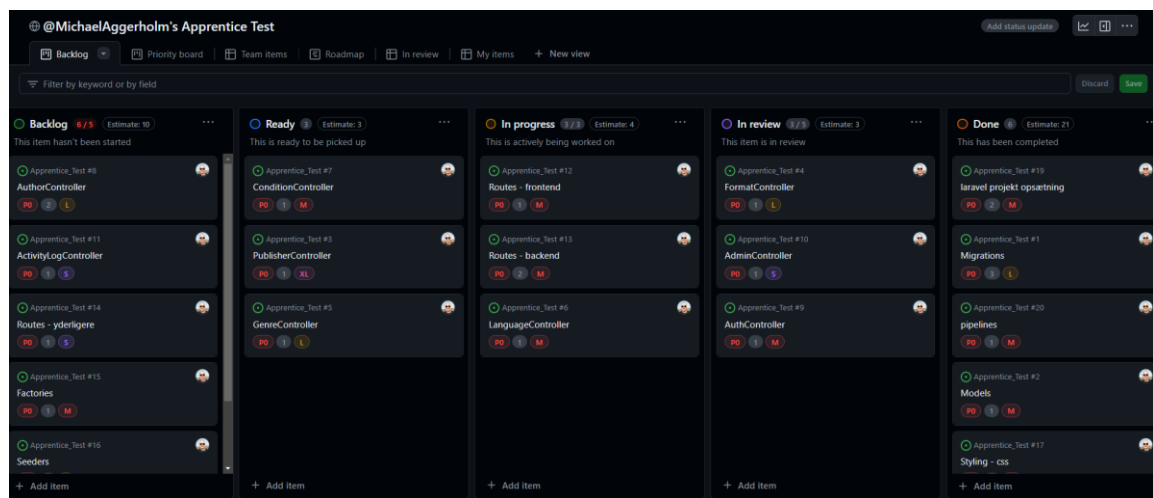 @MichaelAggerholm's Apprentice Test
Add status update
Backlog
Priority board
Team items
Roadmap
In review
My items
+ New view
Filter by keyword or by field
Discard
Save
Backlog 6 / 5 Estimate: 10
This item hasn't been started
Apprentice_Test #8
AuthorController
P0 2 L
Apprentice_Test #11
ActivityLogController
P0 1 S
Apprentice_Test #14
Routes - yderligere
P0 1 S
Apprentice_Test #15
Factories
P0 1 M
Apprentice_Test #16
Seeders
+ Add item
Ready 3 Estimate: 3
This is ready to be picked up
Apprentice_Test #7
ConditionController
P0 1 M
Apprentice_Test #3
PublisherController
P0 1 XL
Apprentice_Test #5
GenreController
P0 1 L
+ Add item
In progress 3 / 3 Estimate: 4
This is actively being worked on
Apprentice_Test #12
Routes - frontend
P0 1 M
Apprentice_Test #13
Routes - backend
P0 2 M
Apprentice_Test #6
LanguageController
P0 1 M
+ Add item
In review 3 / 5 Estimate: 3
This item is in review
Apprentice_Test #4
FormatController
P0 1 L
Apprentice_Test #10
AdminController
P0 1 S
Apprentice_Test #9
AuthController
P0 1 M
+ Add item
Done 6 Estimate: 21
This has been completed
Apprentice_Test #19
laravel projekt opsætning
P0 2 M
Apprentice_Test #1
Migrations
P0 3 L
Apprentice_Test #20
pipelines
P0 1 M
Apprentice_Test #2
Models
P0 1 M
Apprentice_Test #17
Styling - css
+ Add item